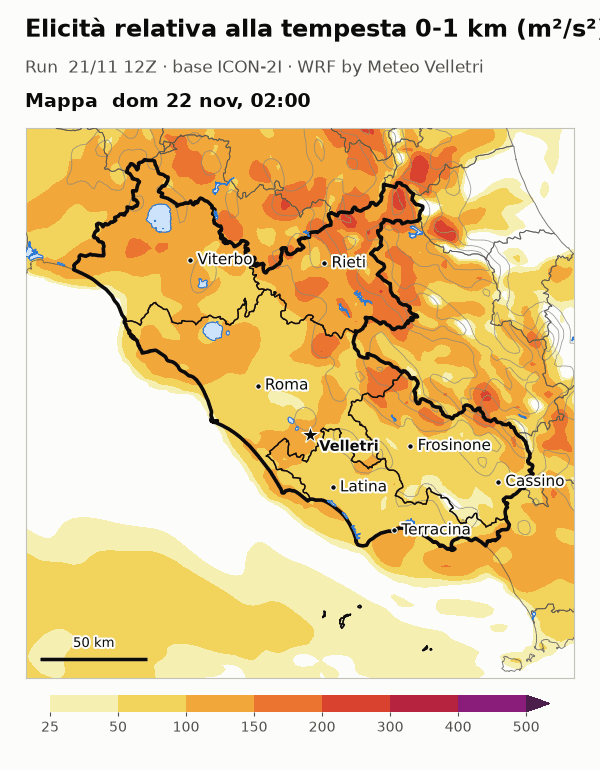 Elicità relativa alla tempesta 0-1 km (m²/s²)
Run 21/11 12Z · base ICON-2I · WRF by Meteo Velletri
Mappa dom 22 nov, 02:00
Viterbo
Rieti
Roma
Velletri
Frosinone
Latina
Cassino
Terracina
50 km
25 50 100 150 200 300 400 500